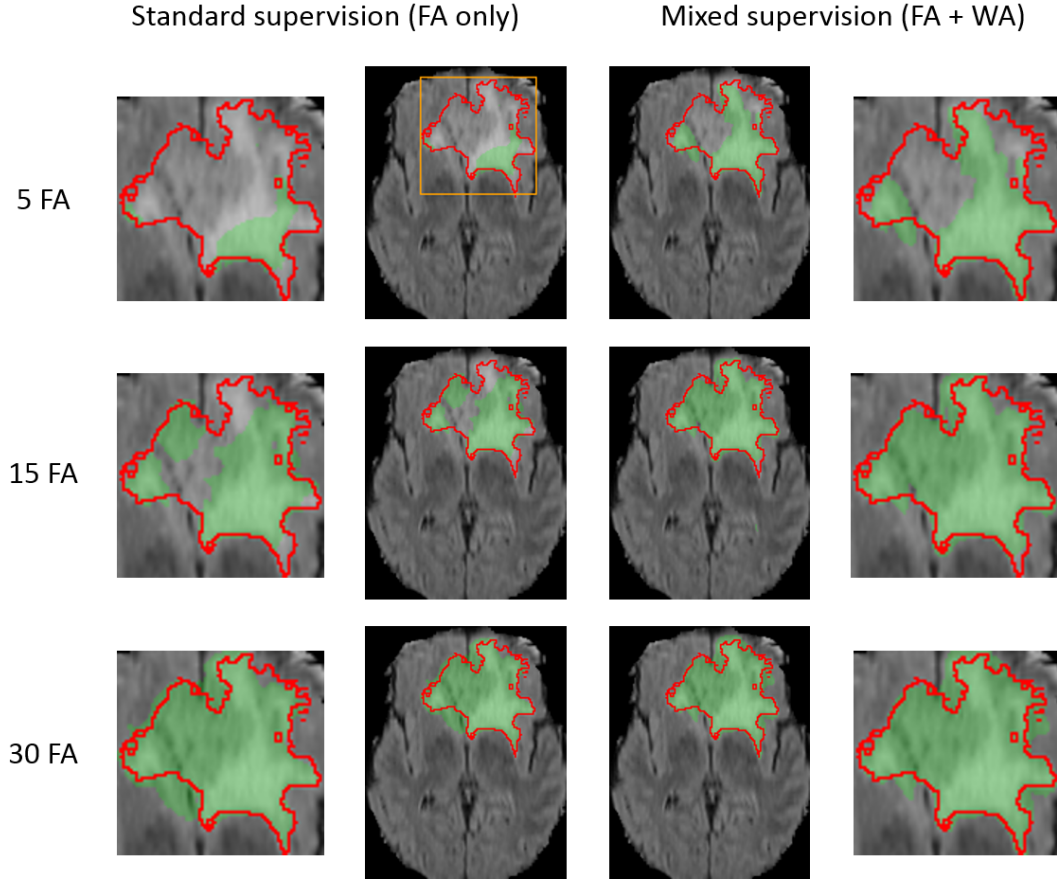 Standard supervision (FA only)
Mixed supervision (FA + WA)
5 FA
15 FA
30 FA